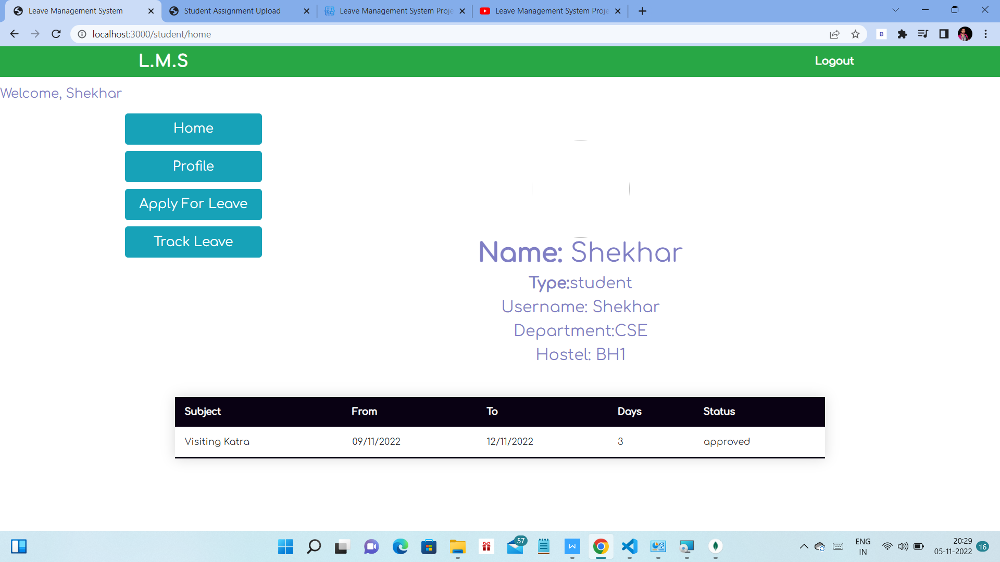 Leave Management System
Student Assignment Upload
Leave Management System Proje
Leave Management System Proje
localhost:3000/student/home
B
L.M.S
Logout
Welcome, Shekhar
Home
Profile
Apply For Leave
Track Leave
Name: Shekhar
Type:student
Username: Shekhar
Department:CSE
Hostel: BH1
Subject From To Days Status
Visiting Katra 09/11/2022 12/11/2022 3 approved
57
ENG
IN
20:29
05-11-2022
16